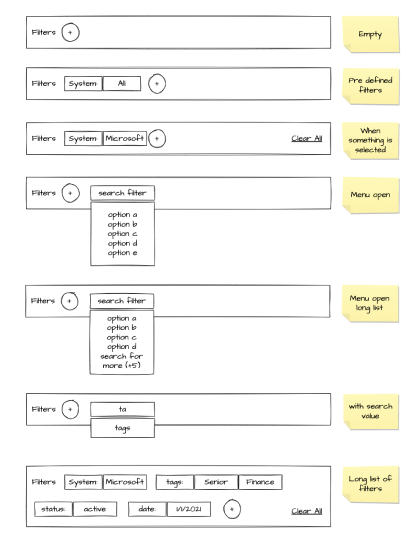 Filters + Empty
Filters System All + Pre defined
filters
Filters System Microsoft + Clear All When
something is
selected
Filters + search filter Menu open
option a
option b
option c
option d
option e
Filters + search filter Menu open
long list
option a
option b
option c
option d
search for
more (+5)
Filters + ta with search
value
tags
Filters System Microsoft tags: Senior Finance Long list of
filters
status: active date: 1/1/2021 + Clear All